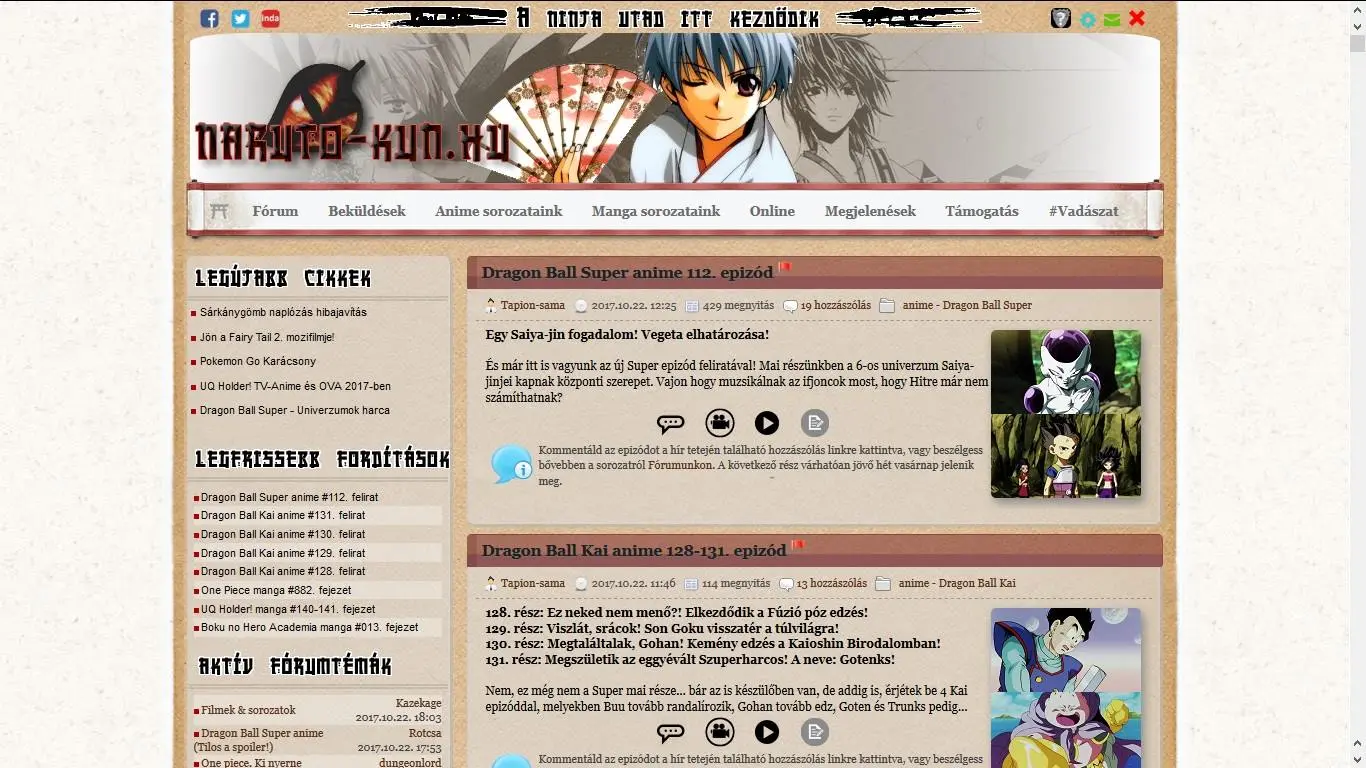 inda
A NINJA UTAD ITT KEZDŐDIK
?
NARUTO-KUN.HU
Fórum
Beküldések
Anime sorozataink
Manga sorozataink
Online
Megjelenések
Támogatás
#Vadászat
LEGÚJABB CIKKEK
Sárkánygömb naplózás hibajavítás
Jön a Fairy Tail 2. mozifilmje!
Pokemon Go Karácsony
UQ Holder! TV-Anime és OVA 2017-ben
Dragon Ball Super - Univerzumok harca
LEGFRISSEBB FORDÍTÁSOK
Dragon Ball Super anime #112. felirat
Dragon Ball Kai anime #131. felirat
Dragon Ball Kai anime #130. felirat
Dragon Ball Kai anime #129. felirat
Dragon Ball Kai anime #128. felirat
One Piece manga #882. fejezet
UQ Holder! manga #140-141. fejezet
Boku no Hero Academia manga #013. fejezet
AKTÍV FÓRUMTÉMÁK
Filmek & sorozatok
Kazekage
2017.10.22. 18:03
Dragon Ball Super anime
(Tilos a spoiler!)
Rotcsa
2017.10.22. 17:53
One piece, Ki nyerne
dungeonlord
Dragon Ball Super anime 112. epizód
Tapion-sama 2017.10.22. 12:25 429 megnyitás 19 hozzászólás anime - Dragon Ball Super
Egy Saiya-jin fogadalom! Vegeta elhatározása!
És már itt is vagyunk az új Super epizód feliratával! Mai részünkben a 6-os univerzum Saiya-
jinjei kapnak központi szerepet. Vajon hogy muzsikálnak az ifjoncok most, hogy Hitre már nem
számíthatnak?
Kommentáld az epizódot a hír tetején található hozzászólás linkre kattintva, vagy beszélgess
bővebben a sorozatról Fórumunkon. A következő rész várhatóan jövő hét vasárnap jelenik
meg.
Dragon Ball Kai anime 128-131. epizód
Tapion-sama 2017.10.22. 11:46 114 megnyitás 13 hozzászólás anime - Dragon Ball Kai
128. rész: Ez neked nem menő?! Elkezdődik a Fúzió póz edzés!
129. rész: Viszlát, srácok! Son Goku visszatér a túlvilágra!
130. rész: Megtaláltalak, Gohan! Kemény edzés a Kaioshin Birodalomban!
131. rész: Megszületik az eggyévált Szuperharcos! A neve: Gotenks!
Nem, ez még nem a Super mai része... bár az is készülőben van, de addig is, érjétek be 4 Kai
epizóddal, melyekben Buu tovább randalírozik, Gohan tovább edz, Goten és Trunks pedig...
Kommentáld az epizódot a hír tetején található hozzászólás linkre kattintva, vagy beszélgess